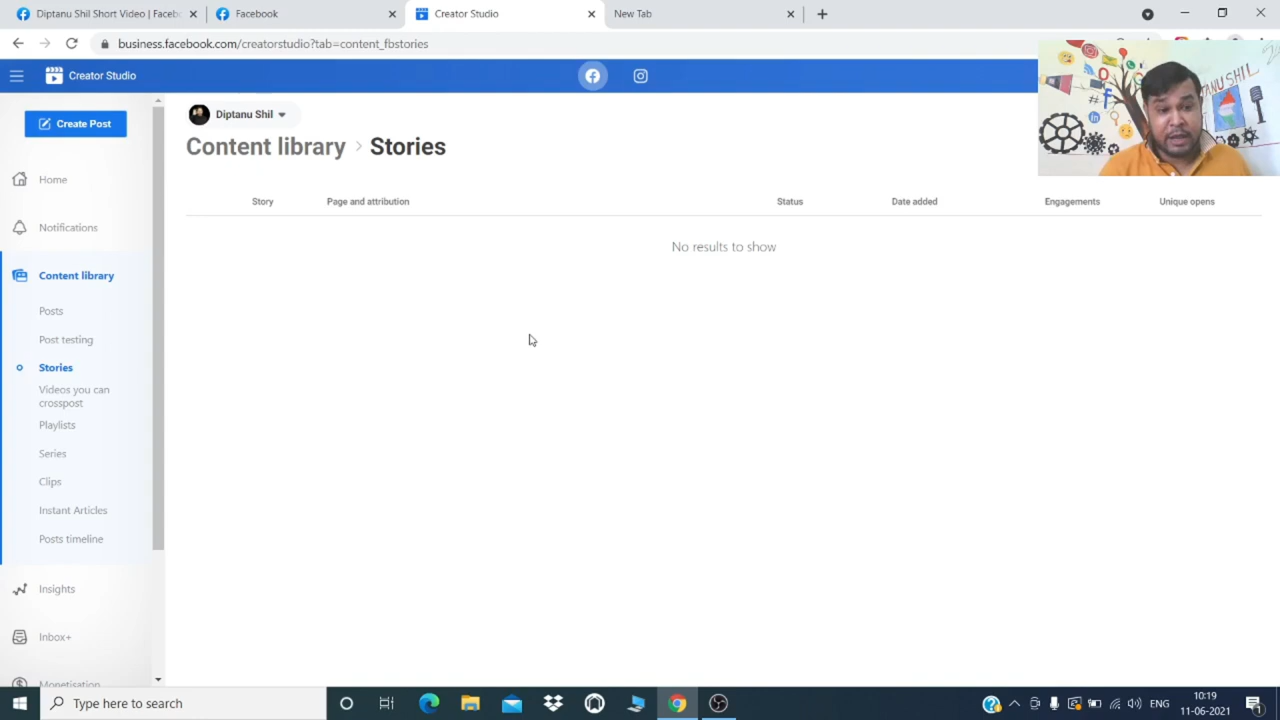 Diptanu Shil Short Video | Faceb
Facebook
Creator Studio
New Tab
business.facebook.com/creatorstudio?tab=content_fbstories
Creator Studio
Create Post
Diptanu Shil
Content library > Stories
Home
Notifications
Content library
Posts
Post testing
Stories
Videos you can
crosspost
Playlists
Series
Clips
Instant Articles
Posts timeline
Insights
Inbox+
Monetisation
Story Page and attribution Status Date added Engagements Unique opens
No results to show
Type here to search
ENG
10:19
11-06-2021